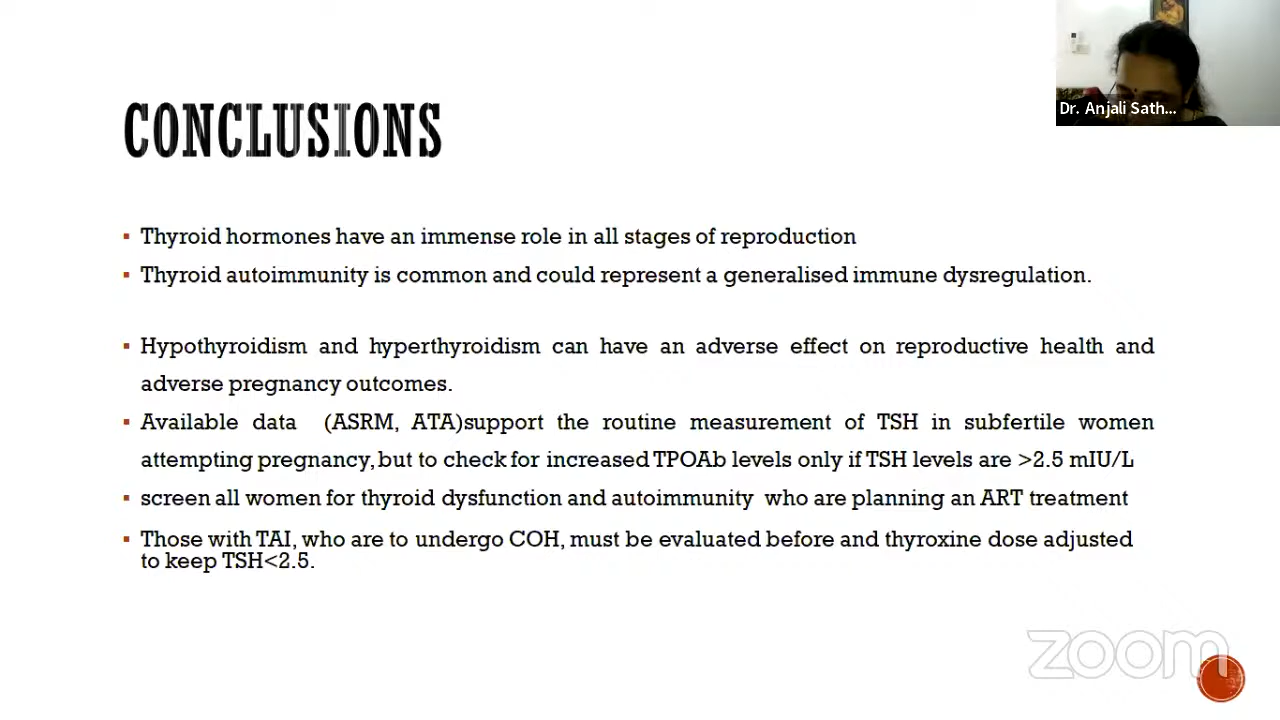 Dr. Anjali Sath...
CONCLUSIONS
▪ Thyroid hormones have an immense role in all stages of reproduction
▪ Thyroid autoimmunity is common and could represent a generalised immune dysregulation.
▪ Hypothyroidism and hyperthyroidism can have an adverse effect on reproductive health and
adverse pregnancy outcomes.
▪ Available data (ASRM, ATA)support the routine measurement of TSH in subfertile women
attempting pregnancy, but to check for increased TPOAb levels only if TSH levels are >2.5 mIU/L
▪ screen all women for thyroid dysfunction and autoimmunity who are planning an ART treatment
▪ Those with TAI, who are to undergo COH, must be evaluated before and thyroxine dose adjusted
to keep TSH<2.5.
zoom